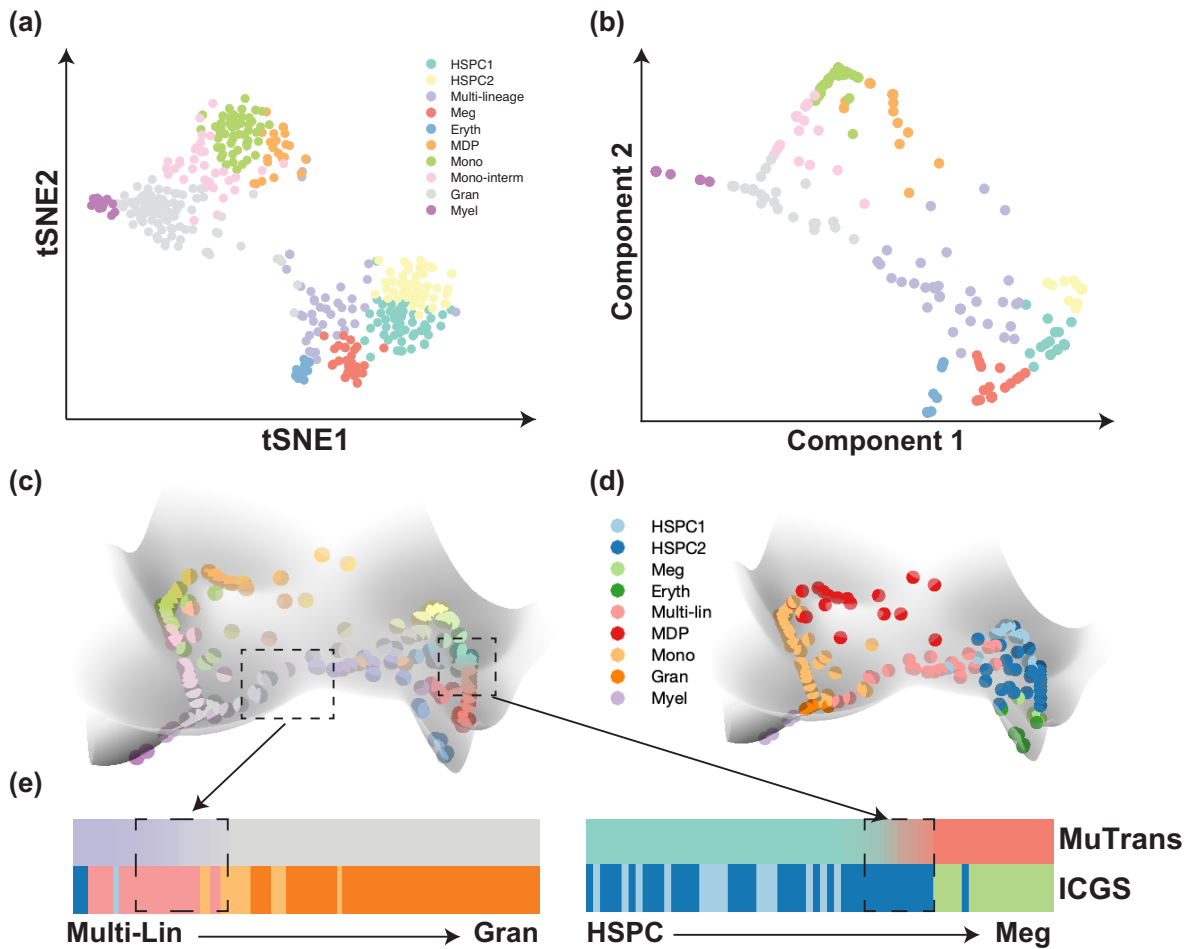 (a)
HSPC1
HSPC2
Multi-lineage
Meg
Eryth
MDP
Mono
Mono-interm
Gran
Myel
tSNE2
tSNE1
(b)
Component 2
Component 1
(c)
(d)
HSPC1
HSPC2
Meg
Eryth
Multi-lin
MDP
Mono
Gran
Myel
(e)
MuTrans
ICGS
Multi-Lin
Gran
HSPC
Meg